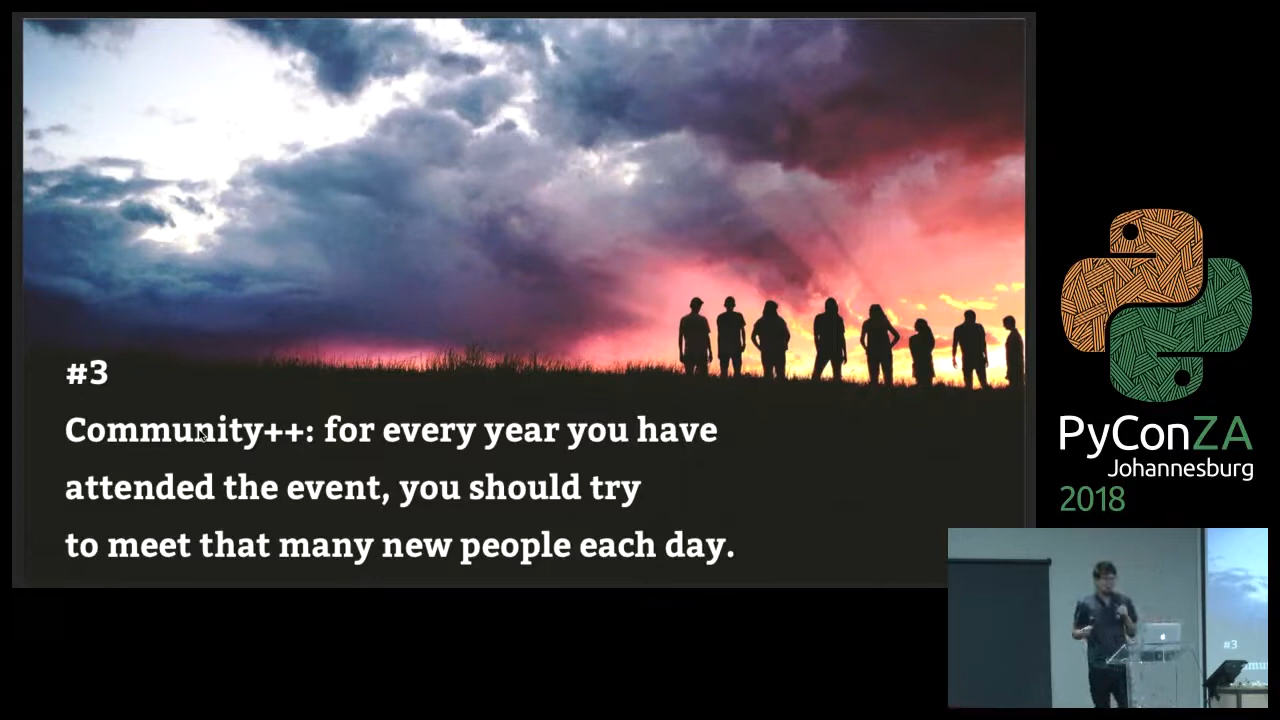 #3
Community++: for every year you have
attended the event, you should try
to meet that many new people each day.
PyConZA
Johannesburg
2018
#3